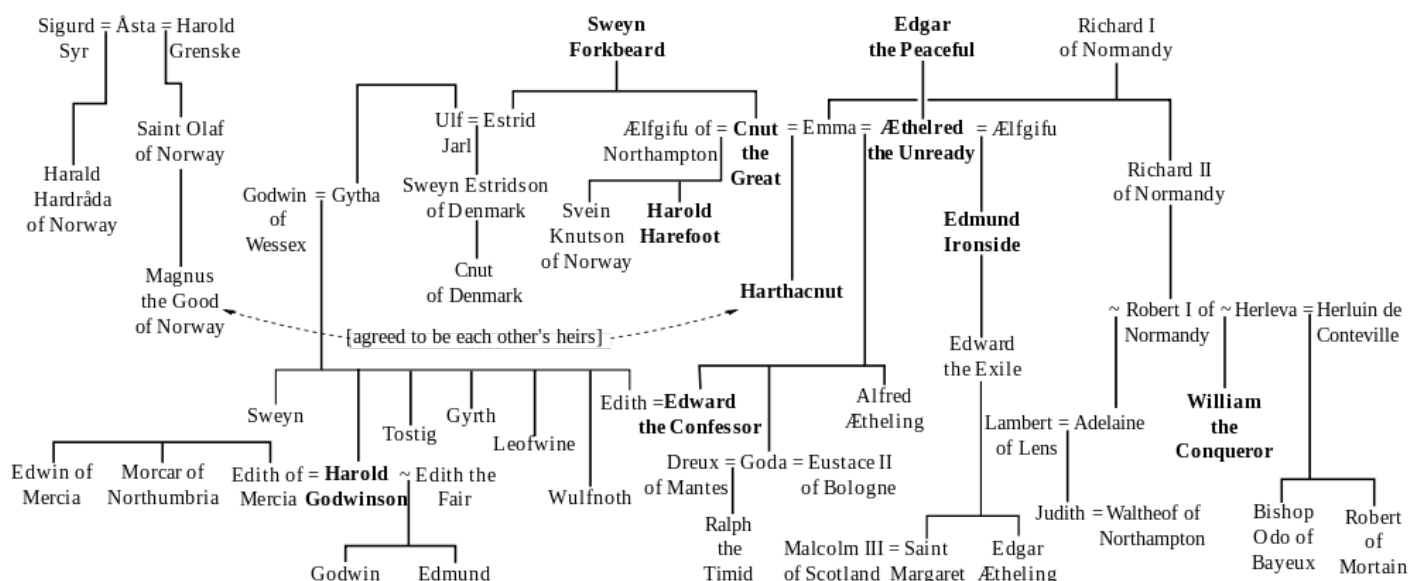 Sigurd = Åsta = Harold
Syr
Grenske
Sweyn
Forkbeard
Edgar
the Peaceful
Richard I
of Normandy
Saint Olaf
of Norway
Ulf = Estrid
Jarl
Ælfgifu of = Cnut = Emma = Æthelred = Ælfgifu
Northampton
the
Great
the Unready
Harald
Hardråda
of Norway
Richard II
of Normandy
Godwin = Gytha
of
Wessex
Sweyn Estridson
of Denmark
Svein
Knutson
of Norway
Harold
Harefoot
Edmund
Ironside
Magnus
the Good
of Norway
Cnut
of Denmark
Harthacnut
[agreed to be each other's heirs]
~ Robert I of ~ Herleva = Herluin de
Normandy
Conteville
Edward
the Exile
Sweyn
Tostig
Gyrth
Leofwine
Wulfnoth
Edith = Edward
the Confessor
Alfred
Ætheling
Lambert = Adelaine
of Lens
William
the
Conqueror
Edwin of
Mercia
Morcar of
Northumbria
Edith of = Harold ~ Edith the
Mercia Godwinson
Fair
Dreux = Goda = Eustace II
of Mantes
of Bologne
Ralph
the
Timid
Judith = Waltheof of
Northampton
Bishop
Odo of
Bayeux
Robert
of
Mortain
Godwin
Edmund
Malcolm III = Saint
of Scotland Margaret
Edgar
Ætheling